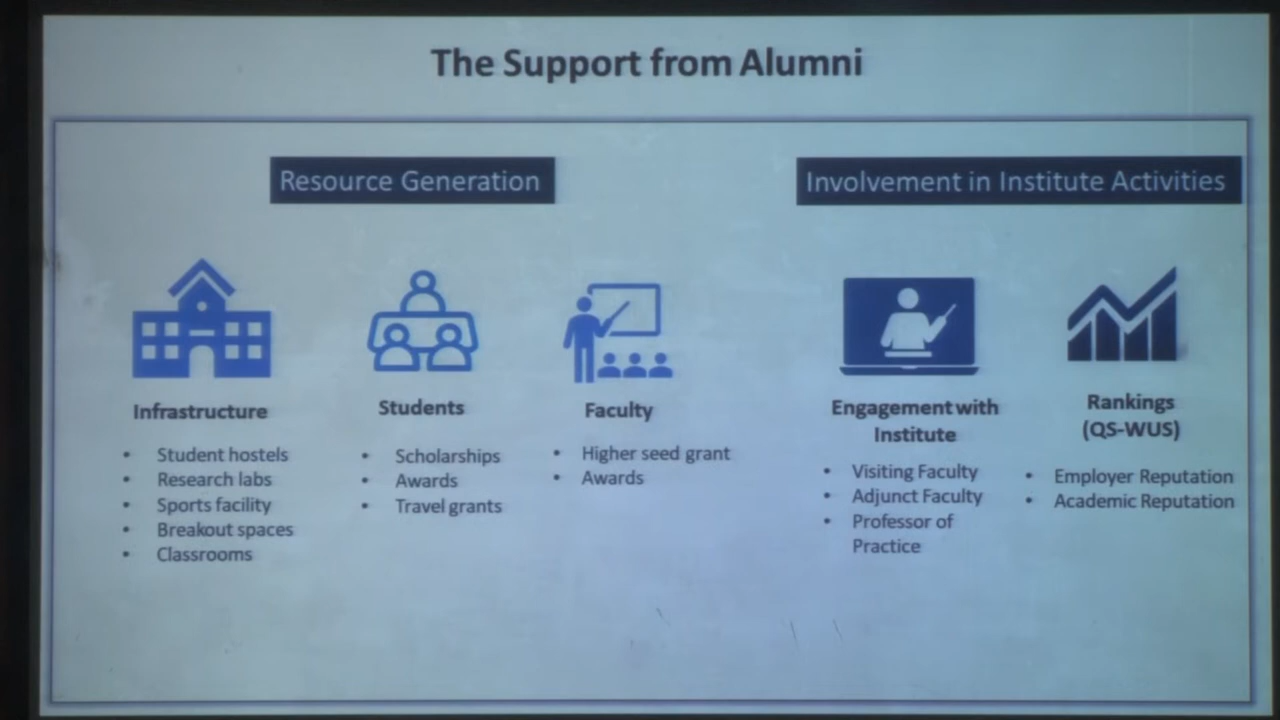 The Support from Alumni
Resource Generation
Involvement in Institute Activities
Infrastructure
• Student hostels
• Research labs
• Sports facility
• Breakout spaces
• Classrooms
Students
• Scholarships
• Awards
• Travel grants
Faculty
• Higher seed grant
• Awards
Engagement with
Institute
• Visiting Faculty
• Adjunct Faculty
• Professor of
Practice
Rankings
(QS-WUS)
• Employer Reputation
• Academic Reputation